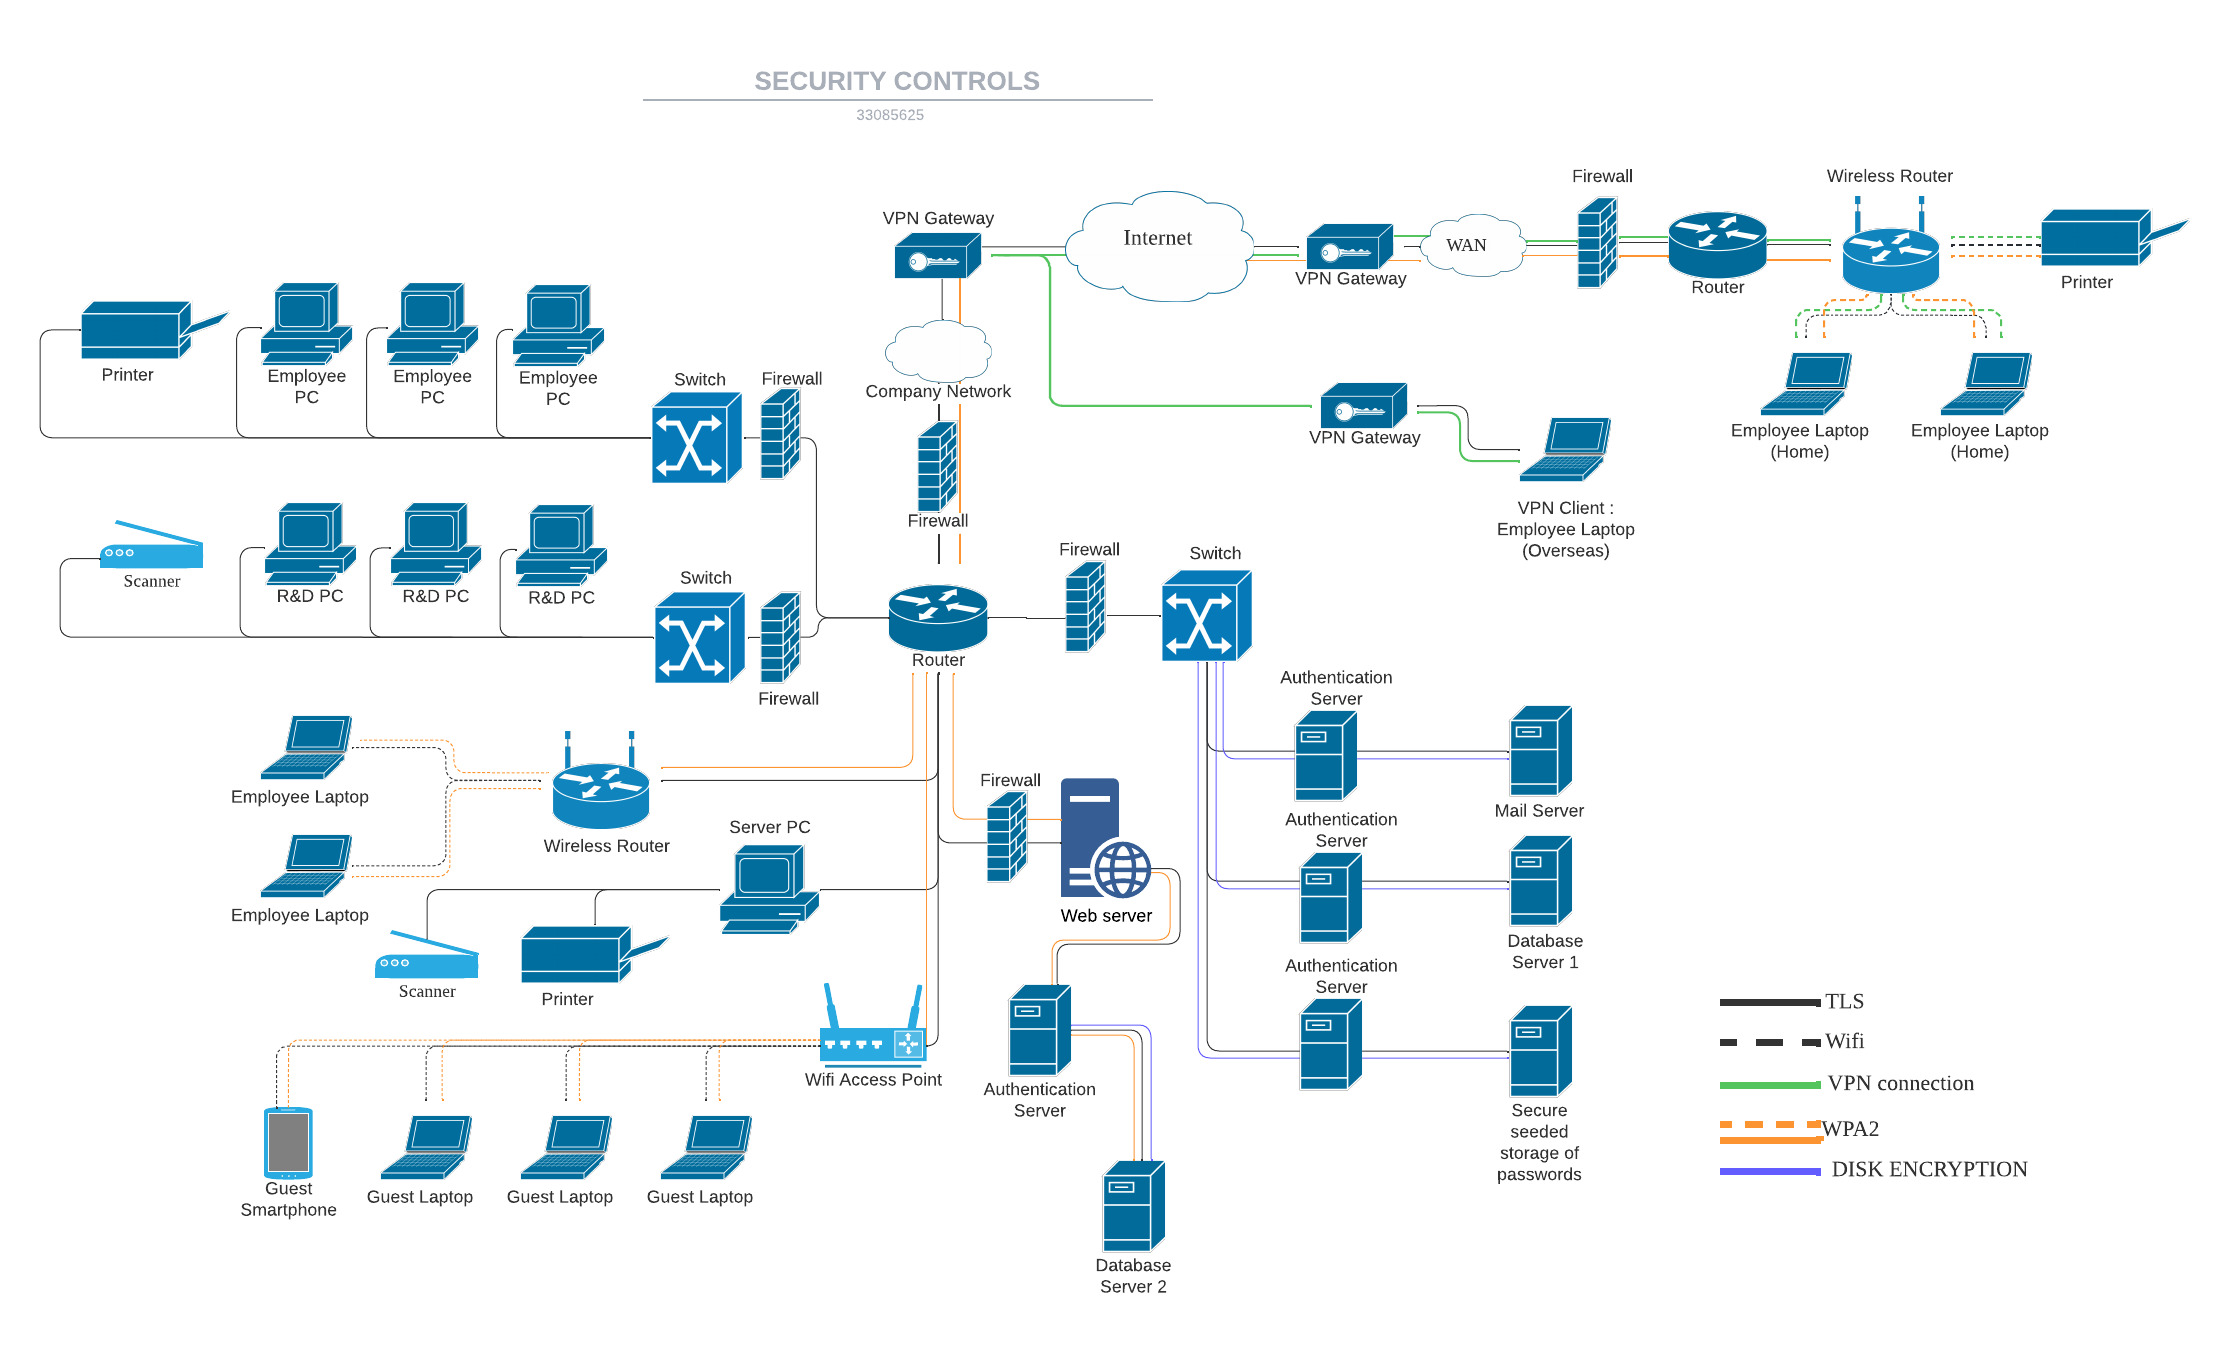 SECURITY CONTROLS
33085625
Firewall
Wireless Router
VPN Gateway
Internet
WAN
VPN Gateway
Router
Printer
Printer
Employee
PC
Employee
PC
Employee
PC
Switch
Firewall
Company Network
VPN Gateway
Employee Laptop
(Home)
Employee Laptop
(Home)
VPN Client :
Employee Laptop
(Overseas)
Firewall
Firewall
Switch
Scanner
R&D PC
R&D PC
R&D PC
Switch
Firewall
Router
Authentication
Server
Employee Laptop
Wireless Router
Firewall
Mail Server
Server PC
Authentication
Server
Employee Laptop
Web server
Database
Server 1
Scanner
Printer
Authentication
Server
Wifi Access Point
Authentication
Server
Secure
seeded
storage of
passwords
Guest
Smartphone
Guest Laptop
Guest Laptop
Guest Laptop
Database
Server 2
TLS
Wifi
VPN connection
WPA2
DISK ENCRYPTION